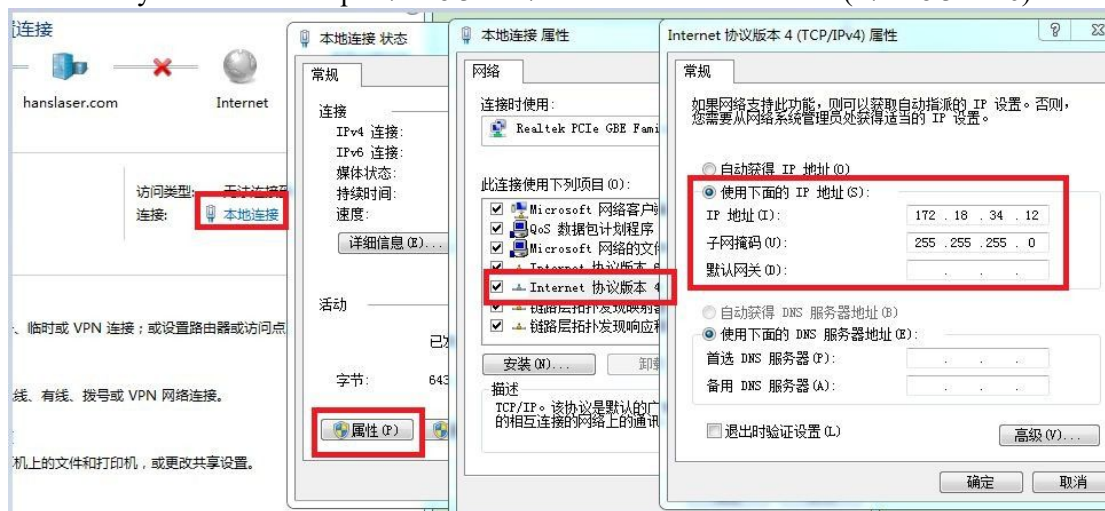 连接
hanslaser.com
Internet
访问类型:
连接:
本地连接
、临时或 VPN 连接；或设置路由器或访问点
线、有线、拨号或 VPN 网络连接。
机上的文件和打印机，或更改共享设置。
本地连接 状态
常规
连接
IPv4 连接:
IPv6 连接:
媒体状态:
持续时间:
速度:
详细信息(E)...
活动
已
字节:
643
属性(P)
本地连接 属性
网络
连接时使用:
Realtek PCIe GBE Fami
此连接使用下列项目(O):
Microsoft 网络客户
QoS 数据包计划程序
Microsoft 网络的文件
Internet 协议版本
Internet 协议版本 4
链路层拓扑发现映射器
链路层拓扑发现响应
安装(N)...
卸
描述
TCP/IP。该协议是默认的广
的相互连接的网络上的通讯
Internet 协议版本 4 (TCP/IPv4) 属性
常规
如果网络支持此功能，则可以获取自动指派的 IP 设置。否则，
您需要从网络系统管理员处获得适当的 IP 设置。
自动获得 IP 地址(O)
使用下面的 IP 地址(S):
IP 地址(I): 172 . 18 . 34 . 12
子网掩码(U): 255 .255 .255 . 0
默认网关(D): . . .
自动获得 DNS 服务器地址(B)
使用下面的 DNS 服务器地址(E):
首选 DNS 服务器(P): . . .
备用 DNS 服务器(A): . . .
退出时验证设置(L)
高级(V)...
确定
取消